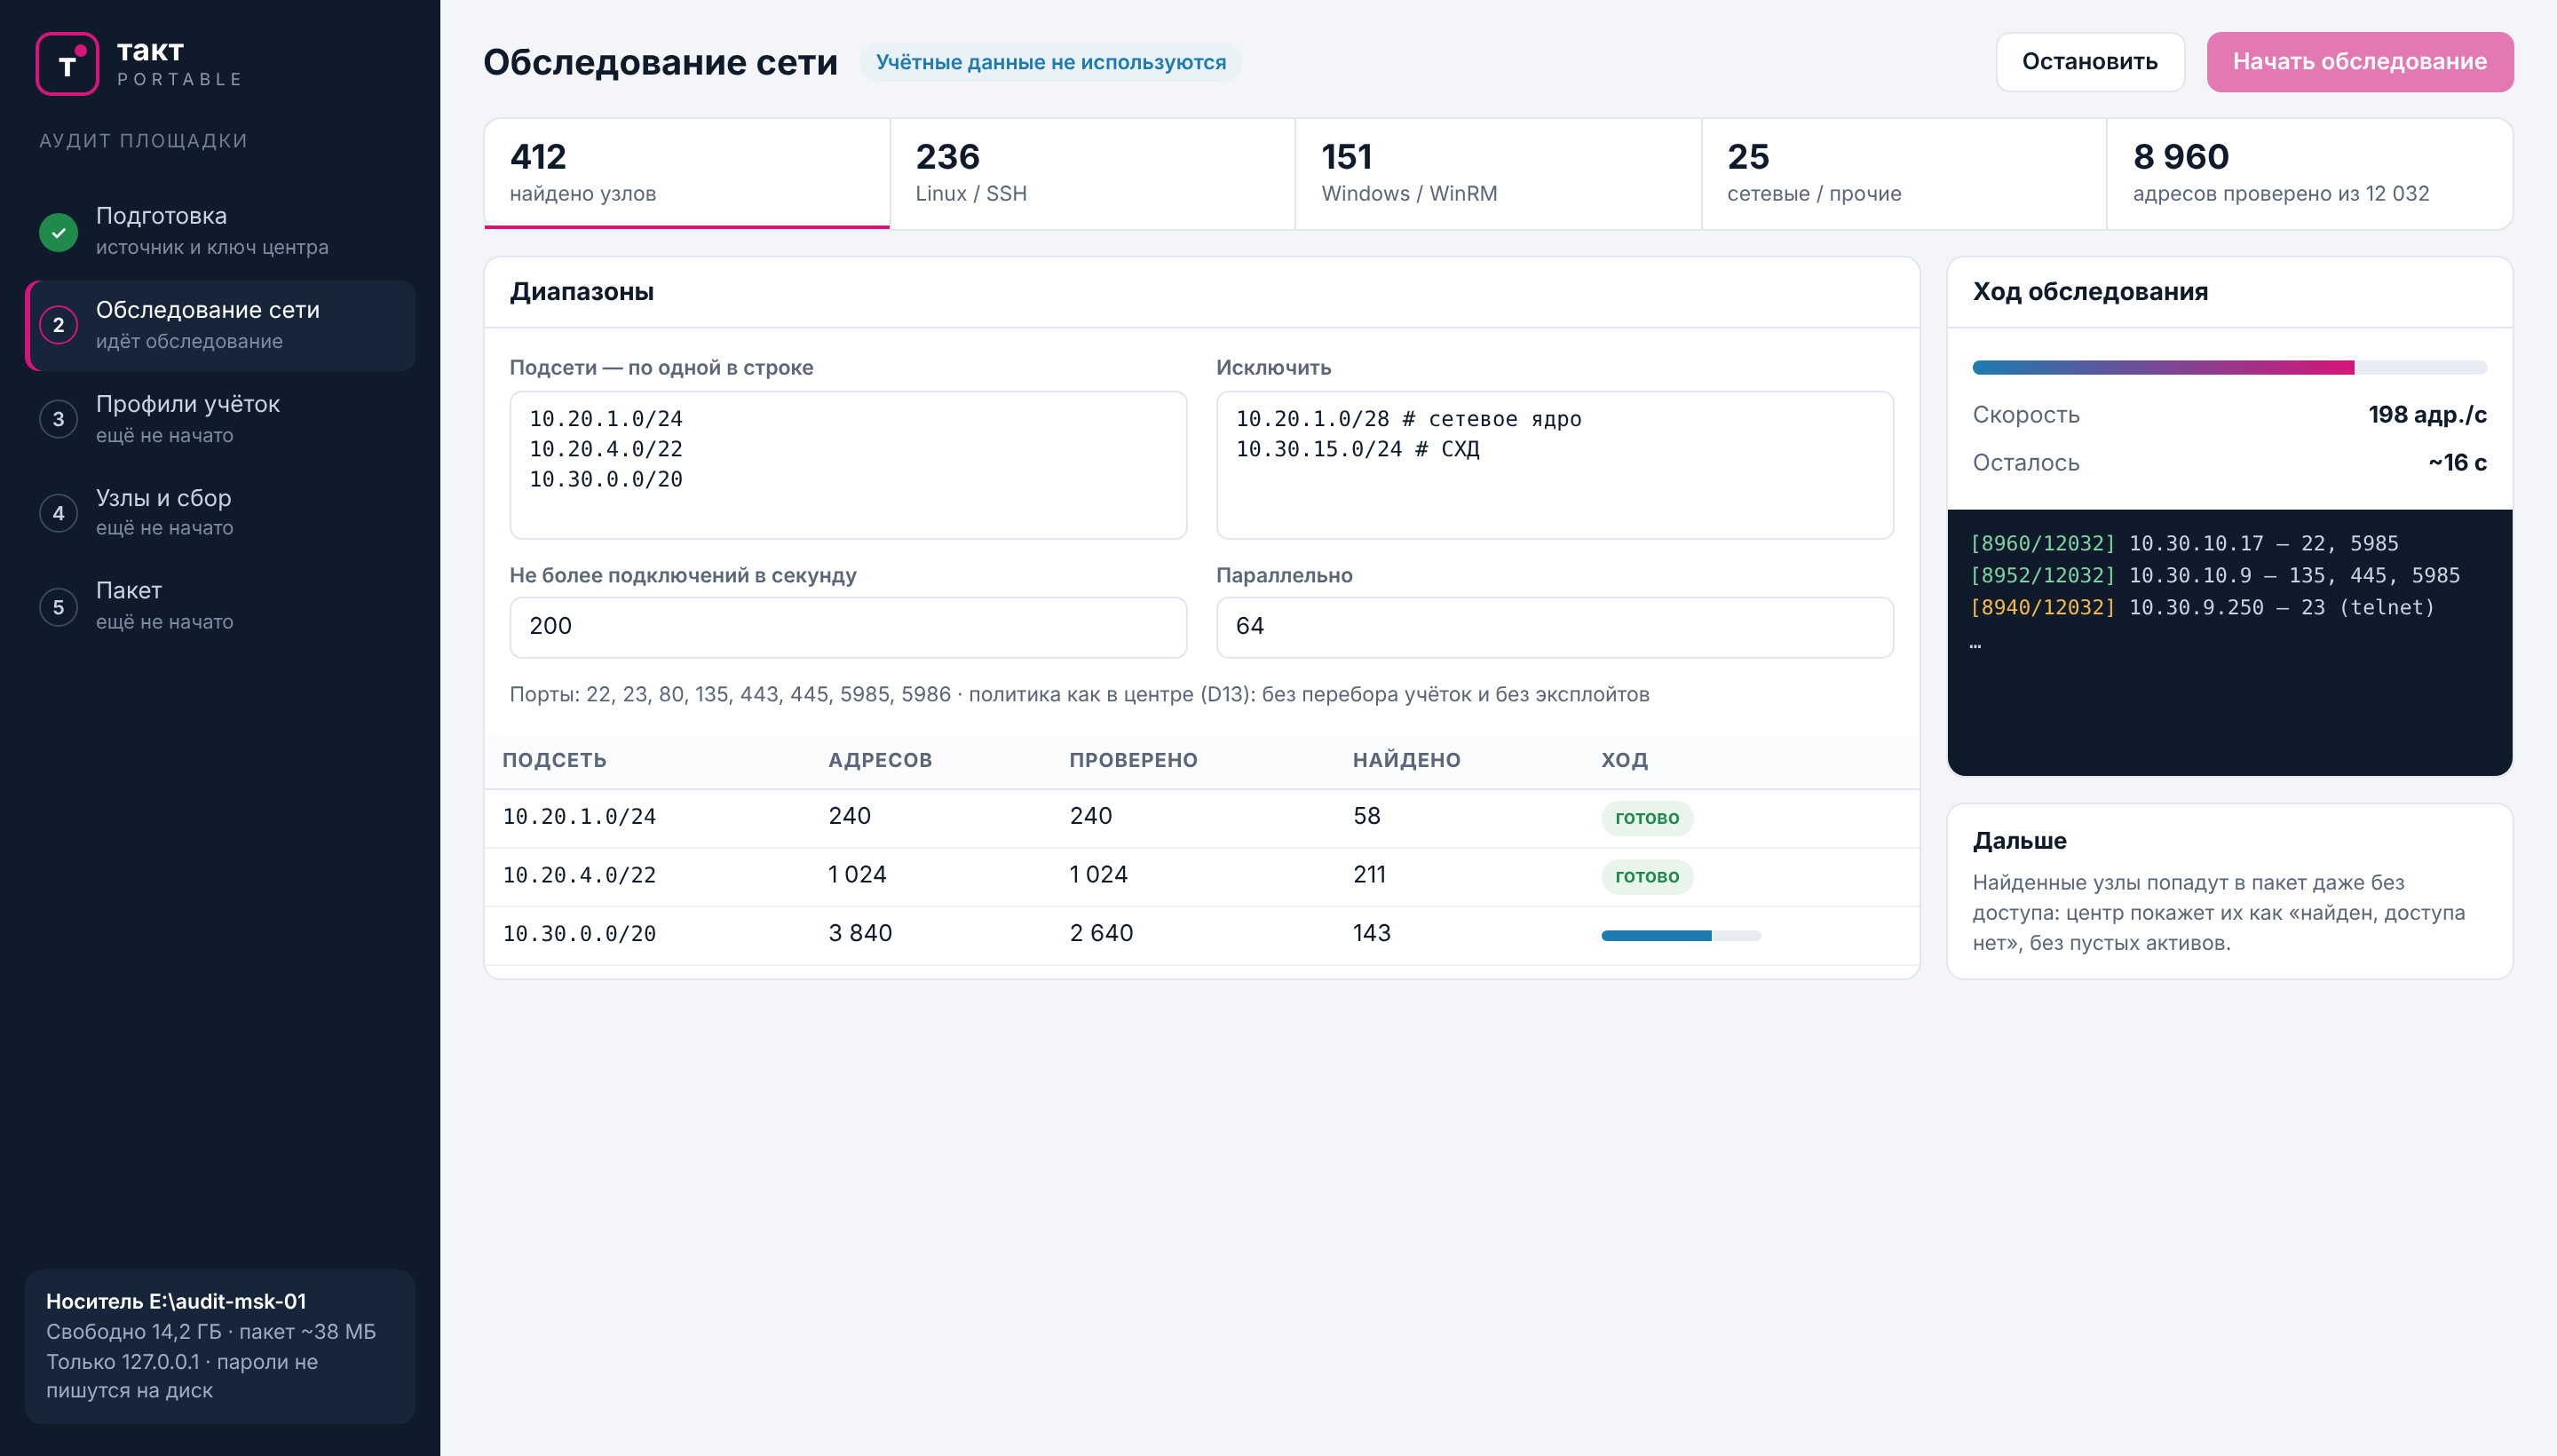 т
такт
PORTABLE
АУДИТ ПЛОЩАДКИ
Подготовка
источник и ключ центра
2
Обследование сети
идёт обследование
3
Профили учёток
ещё не начато
4
Узлы и сбор
ещё не начато
5
Пакет
ещё не начато
Носитель E:\audit-msk-01
Свободно 14,2 ГБ · пакет ~38 МБ
Только 127.0.0.1 · пароли не
пишутся на диск
Обследование сети
Учётные данные не используются
Остановить
Начать обследование
412
найдено узлов
236
Linux / SSH
151
Windows / WinRM
25
сетевые / прочие
8 960
адресов проверено из 12 032
Диапазоны
Подсети — по одной в строке
10.20.1.0/24
10.20.4.0/22
10.30.0.0/20
Исключить
10.20.1.0/28 # сетевое ядро
10.30.15.0/24 # СХД
Не более подключений в секунду
200
Параллельно
64
Порты: 22, 23, 80, 135, 443, 445, 5985, 5986 · политика как в центре (D13): без перебора учёток и без эксплойтов
ПОДСЕТЬ АДРЕСОВ ПРОВЕРЕНО НАЙДЕНО ХОД
10.20.1.0/24 240 240 58 готово
10.20.4.0/22 1 024 1 024 211 готово
10.30.0.0/20 3 840 2 640 143
Ход обследования
Скорость 198 адр./с
Осталось ~16 с
[8960/12032] 10.30.10.17 — 22, 5985
[8952/12032] 10.30.10.9 — 135, 445, 5985
[8940/12032] 10.30.9.250 — 23 (telnet)
…
Дальше
Найденные узлы попадут в пакет даже без
доступа: центр покажет их как «найден, доступа
нет», без пустых активов.